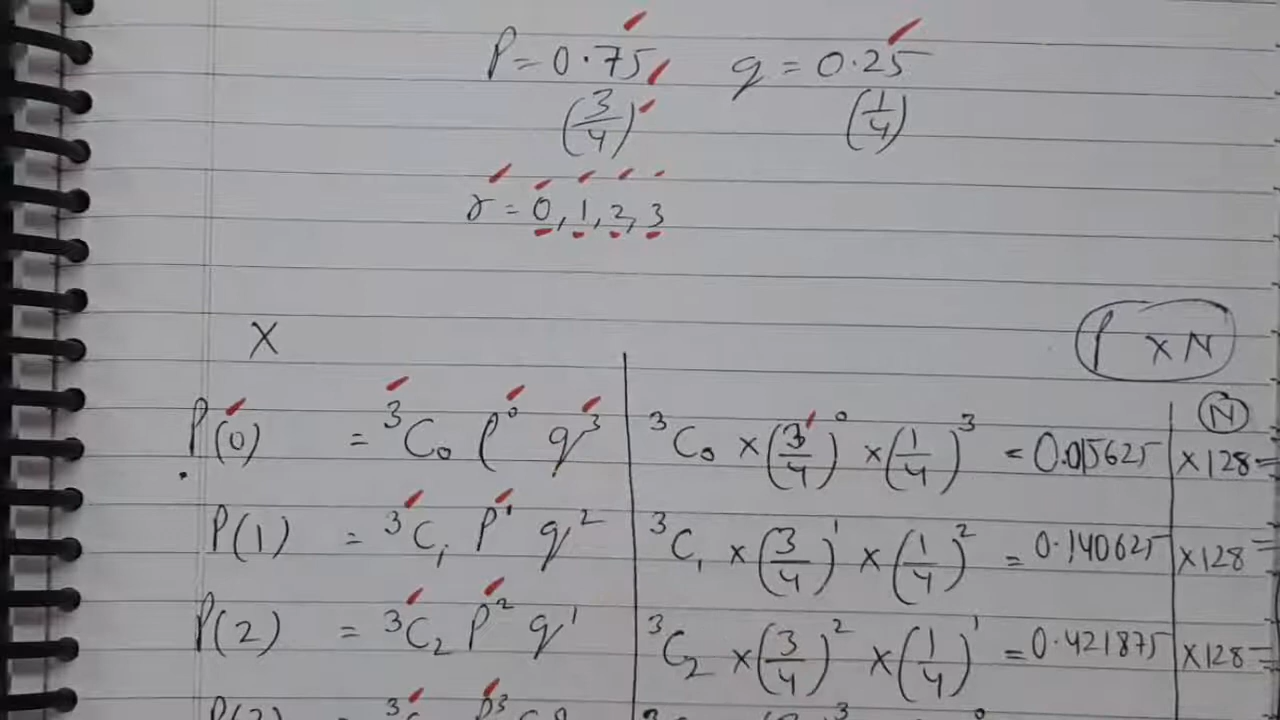 P = 0.75 q = 0.25
(3/4) (1/4)
r = 0, 1, 2, 3
X P × N
N
P(0) = ³C₀ P⁰ q³ ³C₀ × (3/4)⁰ × (1/4)³ = 0.015625 × 128 =
P(1) = ³C₁ P¹ q² ³C₁ × (3/4)¹ × (1/4)² = 0.140625 × 128 =
P(2) = ³C₂ P² q¹ ³C₂ × (3/4)² × (1/4)¹ = 0.421875 × 128 =